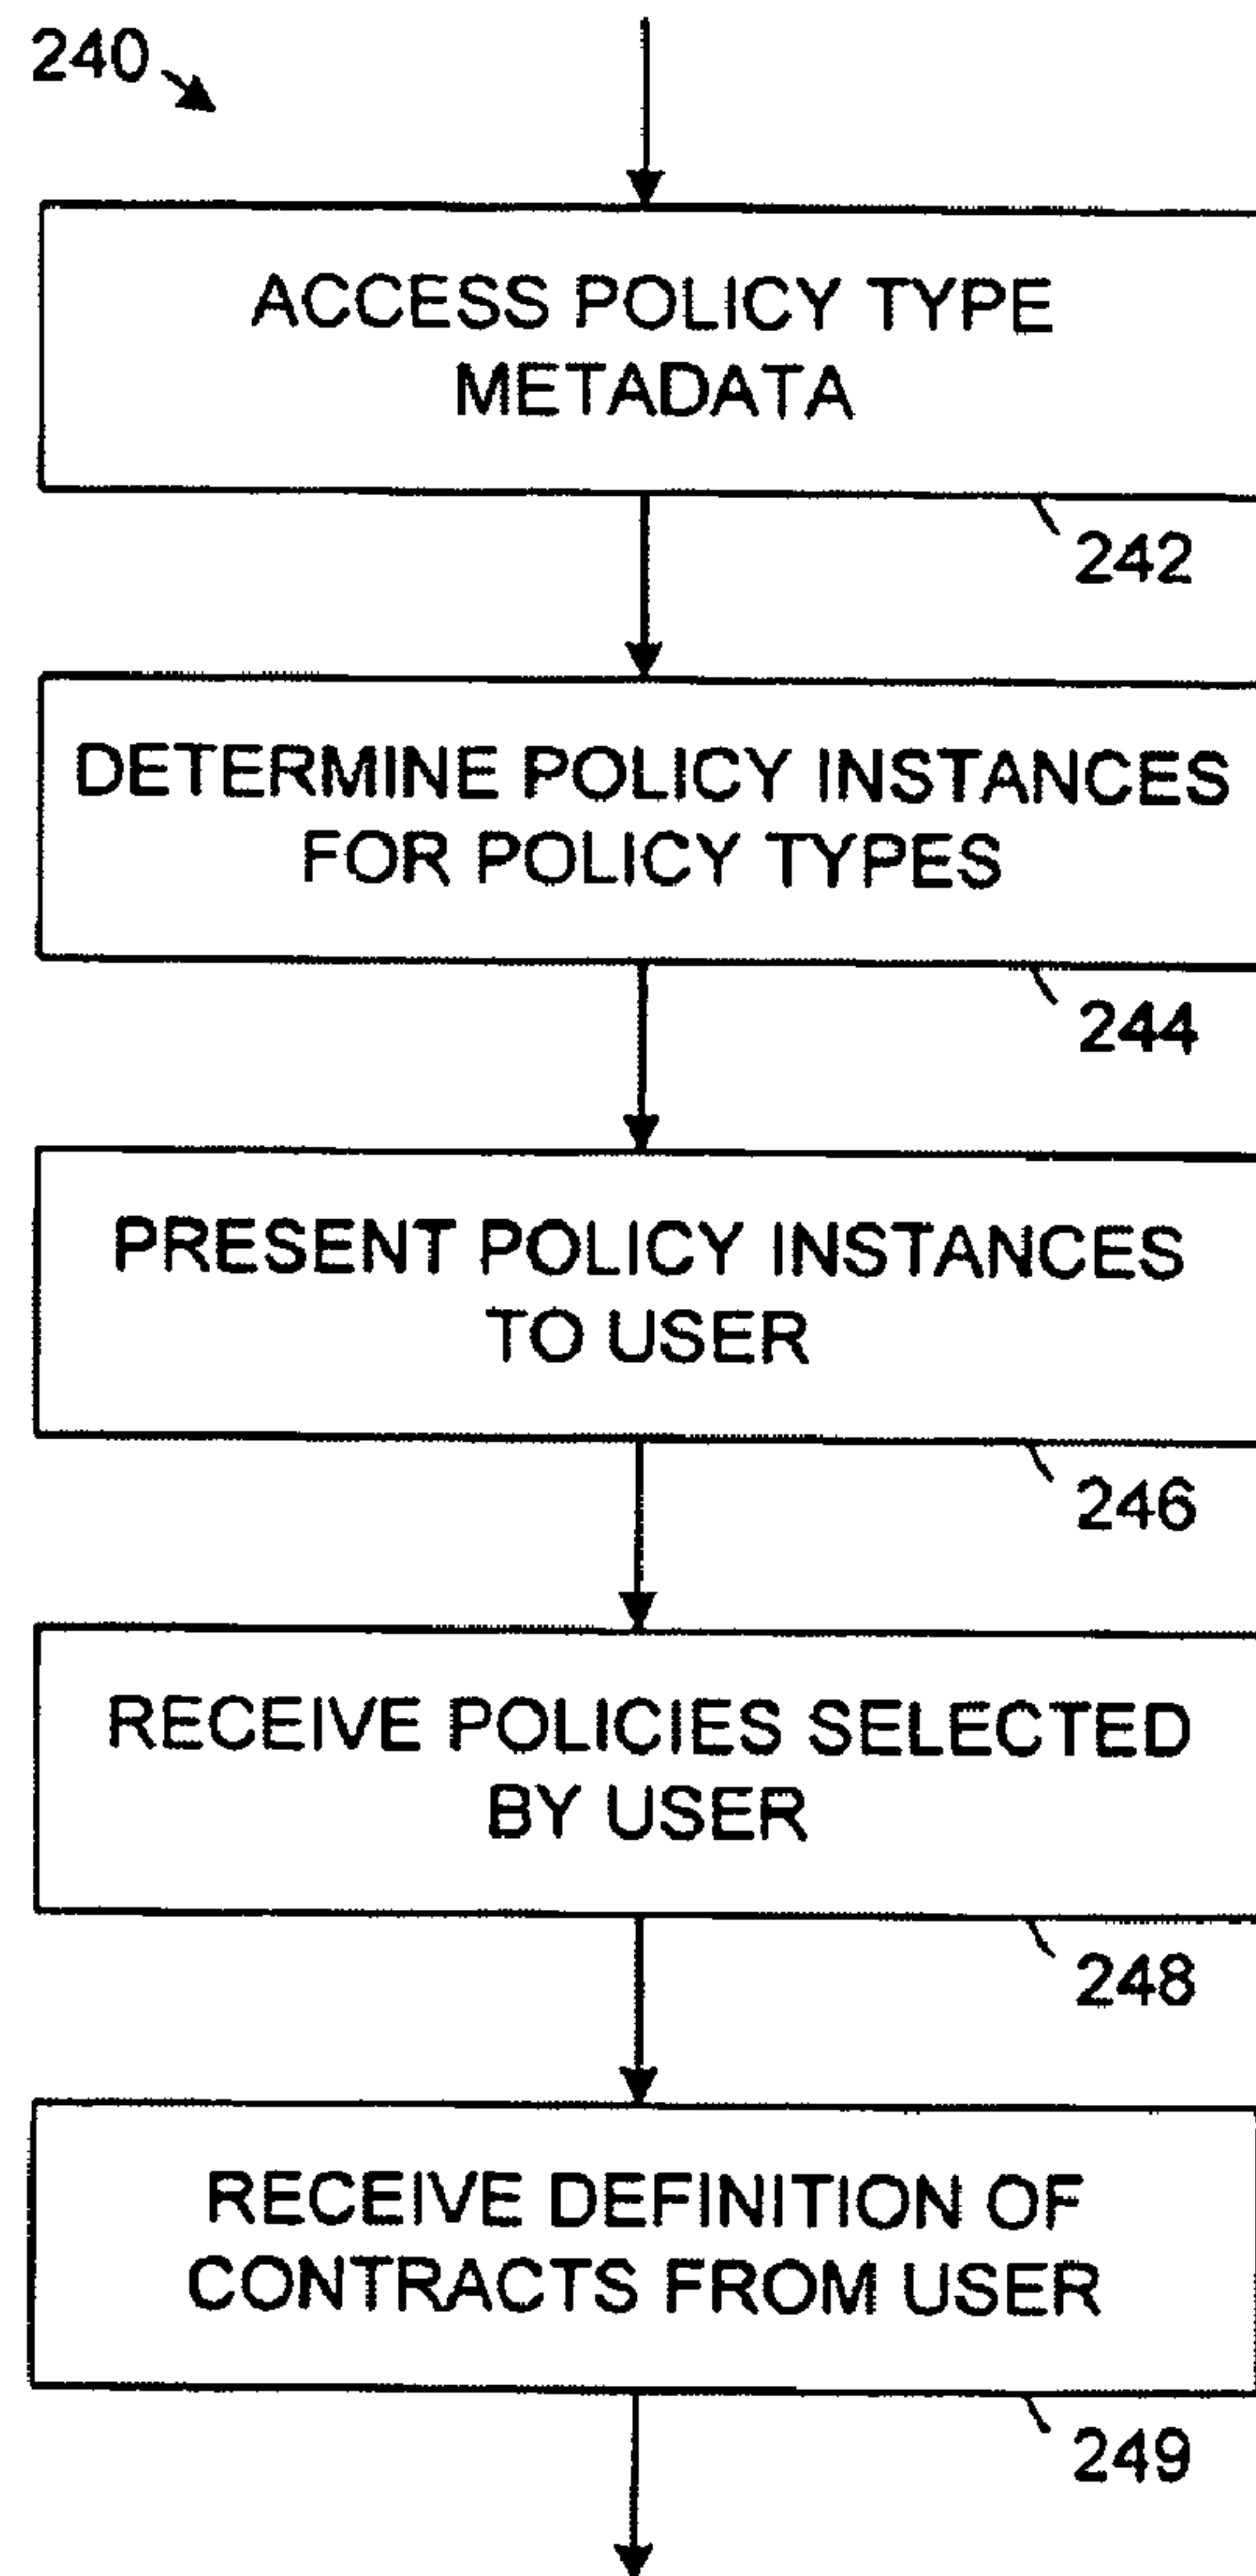 240
ACCESS POLICY TYPE
METADATA
242
DETERMINE POLICY INSTANCES
FOR POLICY TYPES
244
PRESENT POLICY INSTANCES
TO USER
246
RECEIVE POLICIES SELECTED
BY USER
248
RECEIVE DEFINITION OF
CONTRACTS FROM USER
249